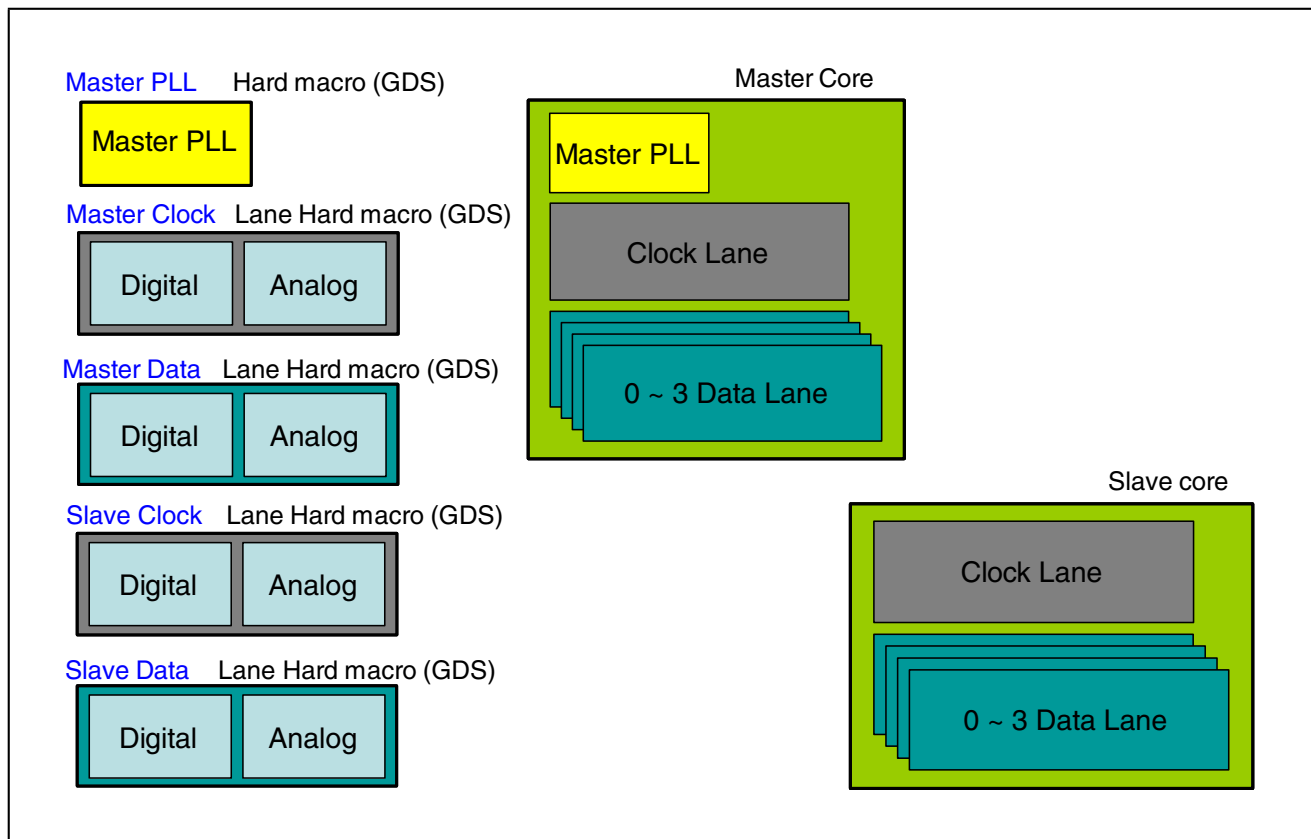 Master PLL Hard macro (GDS)
Master PLL
Master Clock Lane Hard macro (GDS)
Digital Analog
Master Data Lane Hard macro (GDS)
Digital Analog
Slave Clock Lane Hard macro (GDS)
Digital Analog
Slave Data Lane Hard macro (GDS)
Digital Analog
Master Core
Master PLL
Clock Lane
0 ~ 3 Data Lane
Slave core
Clock Lane
0 ~ 3 Data Lane